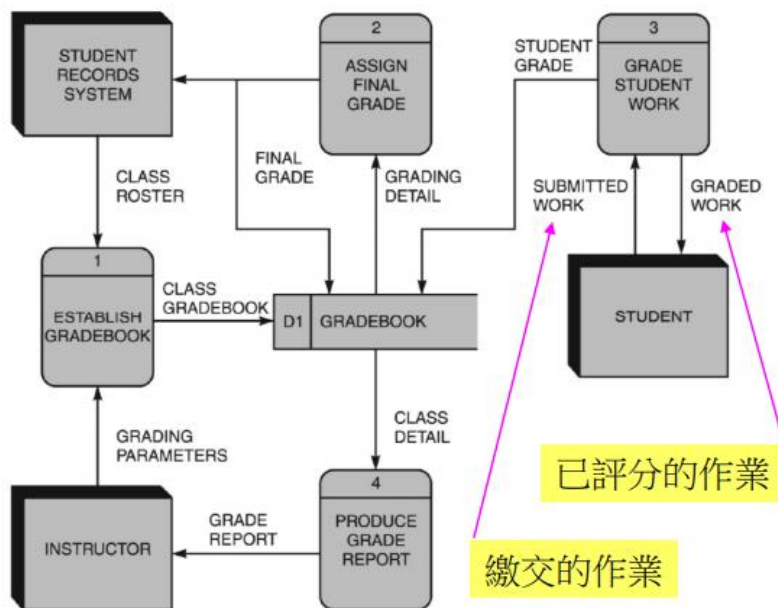 STUDENT
RECORDS
SYSTEM
2
ASSIGN
FINAL
GRADE
STUDENT
GRADE
3
GRADE
STUDENT
WORK
CLASS
ROSTER
FINAL
GRADE
GRADING
DETAIL
SUBMITTED
WORK
GRADED
WORK
1
ESTABLISH
GRADEBOOK
CLASS
GRADEBOOK
D1
GRADEBOOK
STUDENT
GRADING
PARAMETERS
CLASS
DETAIL
已評分的作業
INSTRUCTOR
GRADE
REPORT
4
PRODUCE
GRADE
REPORT
繳交的作業